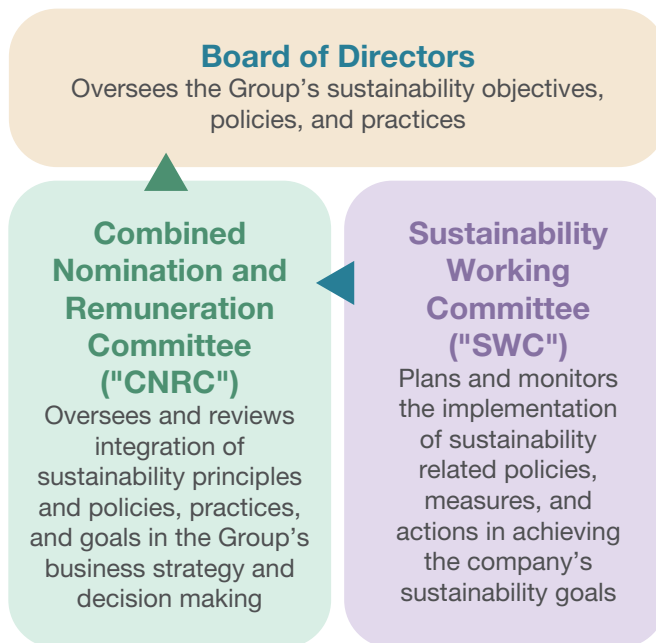 Board of Directors
Oversees the Group’s sustainability objectives,
policies, and practices
Combined
Nomination and
Remuneration
Committee
("CNRC")
Oversees and reviews
integration of
sustainability principles
and policies, practices,
and goals in the Group’s
business strategy and
decision making
Sustainability
Working
Committee
("SWC")
Plans and monitors
the implementation
of sustainability
related policies,
measures, and
actions in achieving
the company’s
sustainability goals